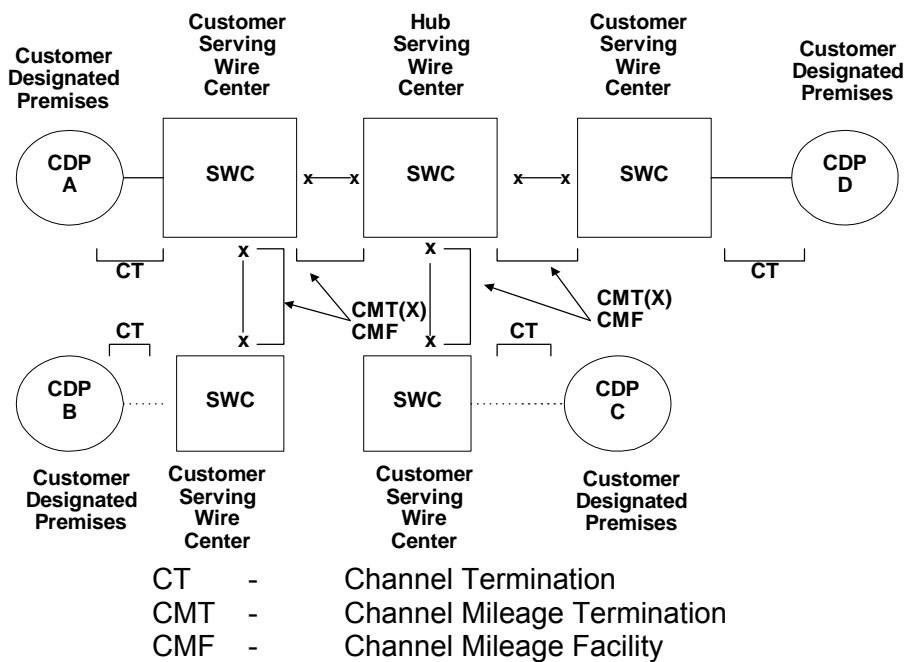 Customer
Designated
Premises
Customer
Serving
Wire
Center
Hub
Serving
Wire
Center
Customer
Serving
Wire
Center
Customer
Designated
Premises
CDP
A
SWC
x x
SWC
x x
SWC
CDP
D
CT
x
x
CT
CMT(X)
CMF
CMT(X)
CMF
CT
x
x
CT
CDP
B
SWC
SWC
CDP
C
Customer
Designated
Premises
Customer
Serving
Wire
Center
Customer
Serving
Wire
Center
Customer
Designated
Premises
CT - Channel Termination
CMT - Channel Mileage Termination
CMF - Channel Mileage Facility